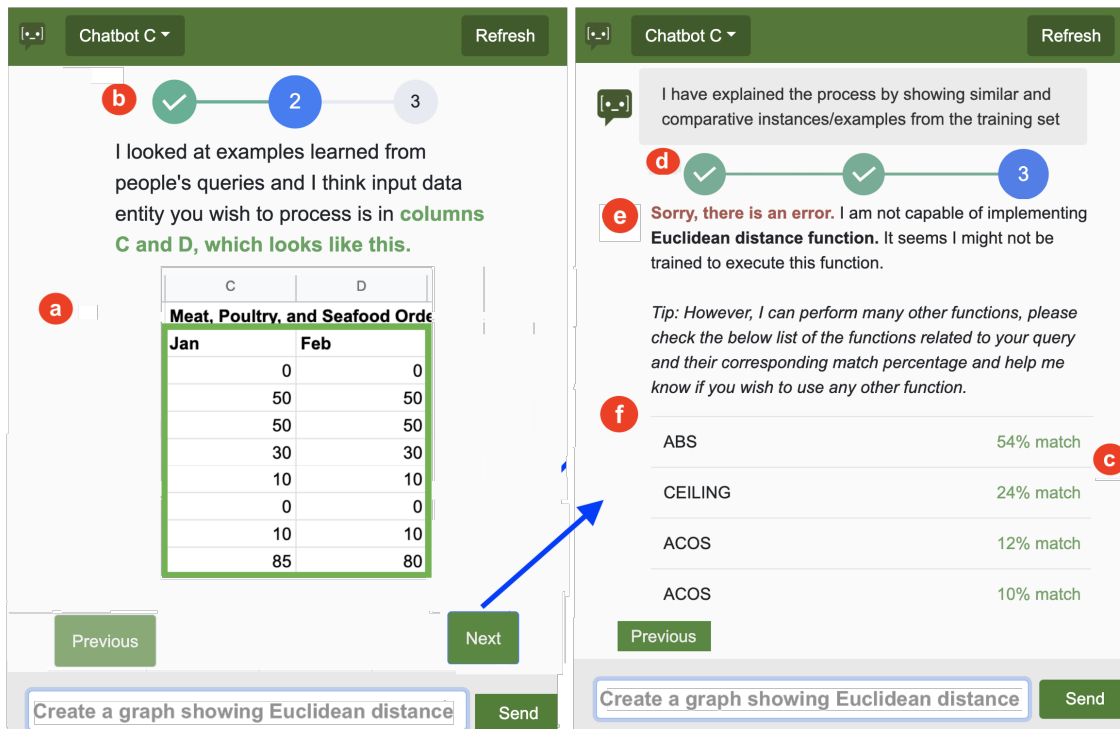 [-_-] Chatbot C Refresh
b 2 3
I looked at examples learned from
people's queries and I think input data
entity you wish to process is in columns
C and D, which looks like this.
a
C D
Meat, Poultry, and Seafood Orde
Jan Feb
0 0
50 50
50 50
30 30
10 10
0 0
10 10
85 80
Previous Next
Create a graph showing Euclidean distance Send
[-_-] Chatbot C Refresh
I have explained the process by showing similar and
comparative instances/examples from the training set
d 3
e
Sorry, there is an error. I am not capable of implementing
Euclidean distance function. It seems I might not be
trained to execute this function.
Tip: However, I can perform many other functions, please
check the below list of the functions related to your query
and their corresponding match percentage and help me
know if you wish to use any other function.
f
ABS 54% match
c
CEILING 24% match
ACOS 12% match
ACOS 10% match
Previous
Create a graph showing Euclidean distance Send